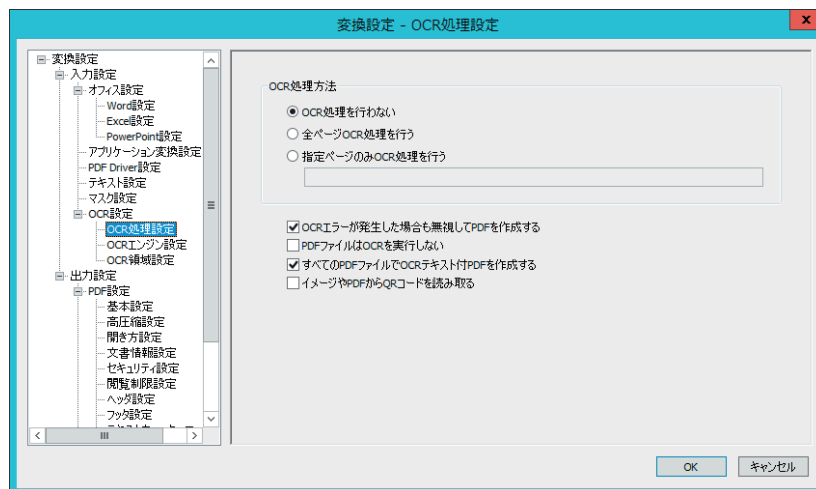 変換設定 - OCR処理設定
x
変換設定
入力設定
オフィス設定
Word設定
Excel設定
PowerPoint設定
アプリケーション変換設定
PDF Driver設定
テキスト設定
マスク設定
OCR設定
OCR処理設定
OCRエンジン設定
OCR領域設定
出力設定
PDF設定
基本設定
高圧縮設定
開き方設定
文書情報設定
セキュリティ設定
閲覧制限設定
ヘッダ設定
フッタ設定
OCR処理方法
OCR処理を行わない
全ページOCR処理を行う
指定ページのみOCR処理を行う
OCRエラーが発生した場合も無視してPDFを作成する
PDFファイルはOCRを実行しない
すべてのPDFファイルでOCRテキスト付PDFを作成する
イメージやPDFからQRコードを読み取る
OK
キャンセル